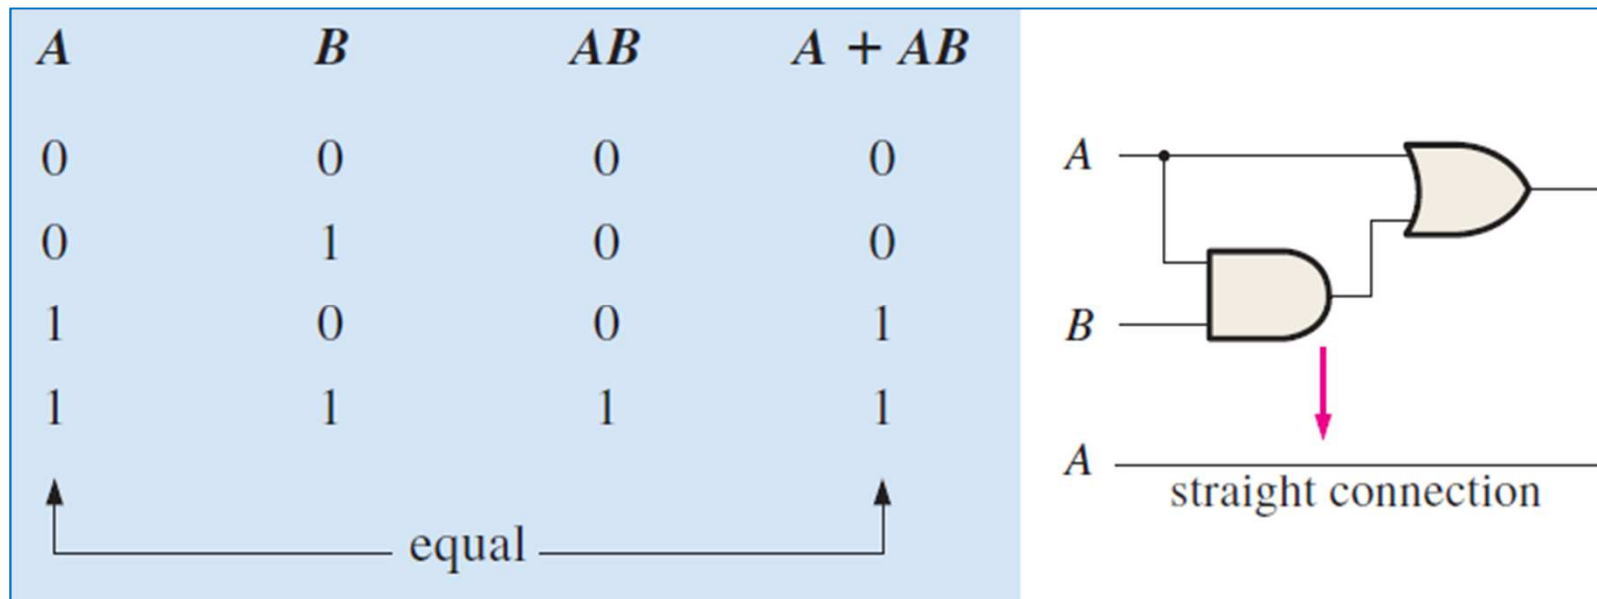 A B AB A + AB
0 0 0 0
0 1 0 0
1 0 0 1
1 1 1 1
equal
A
B
A
straight connection